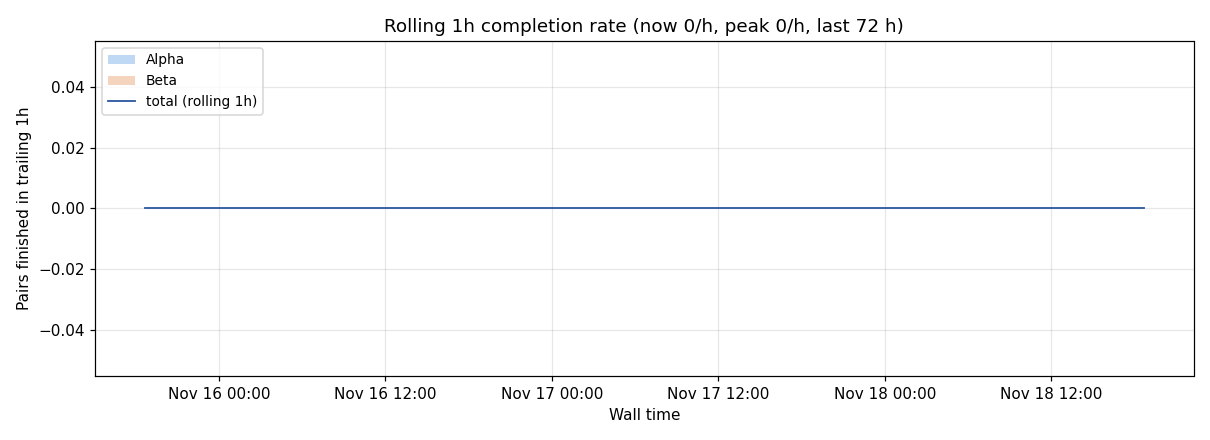 Rolling 1h completion rate (now 0/h, peak 0/h, last 72 h)
Alpha
Beta
total (rolling 1h)
Pairs finished in trailing 1h
0.04
0.02
0.00
−0.02
−0.04
Nov 16 00:00 Nov 16 12:00 Nov 17 00:00 Nov 17 12:00 Nov 18 00:00 Nov 18 12:00
Wall time